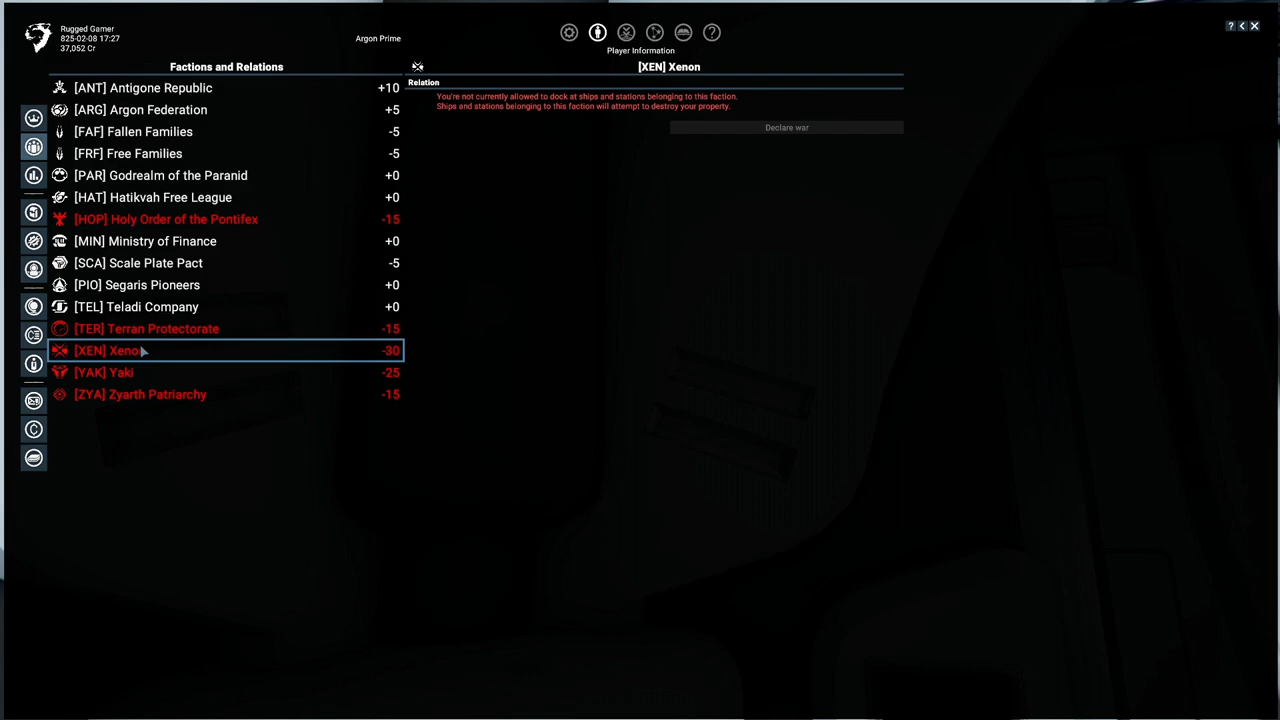 Rugged Gamer
825-02-08 17:27
37,052 Cr
Argon Prime
Player Information
Factions and Relations
[XEN] Xenon
[ANT] Antigone Republic +10
[ARG] Argon Federation +5
[FAF] Fallen Families -5
[FRF] Free Families -5
[PAR] Godrealm of the Paranid +0
[HAT] Hatikvah Free League +0
[HOP] Holy Order of the Pontifex -15
[MIN] Ministry of Finance +0
[SCA] Scale Plate Pact -5
[PIO] Segaris Pioneers +0
[TEL] Teladi Company +0
[TER] Terran Protectorate -15
[XEN] Xenon -30
[YAK] Yaki -25
[ZYA] Zyarth Patriarchy -15
Relation
You're not currently allowed to dock at ships and stations belonging to this faction.
Ships and stations belonging to this faction will attempt to destroy your property.
Declare war